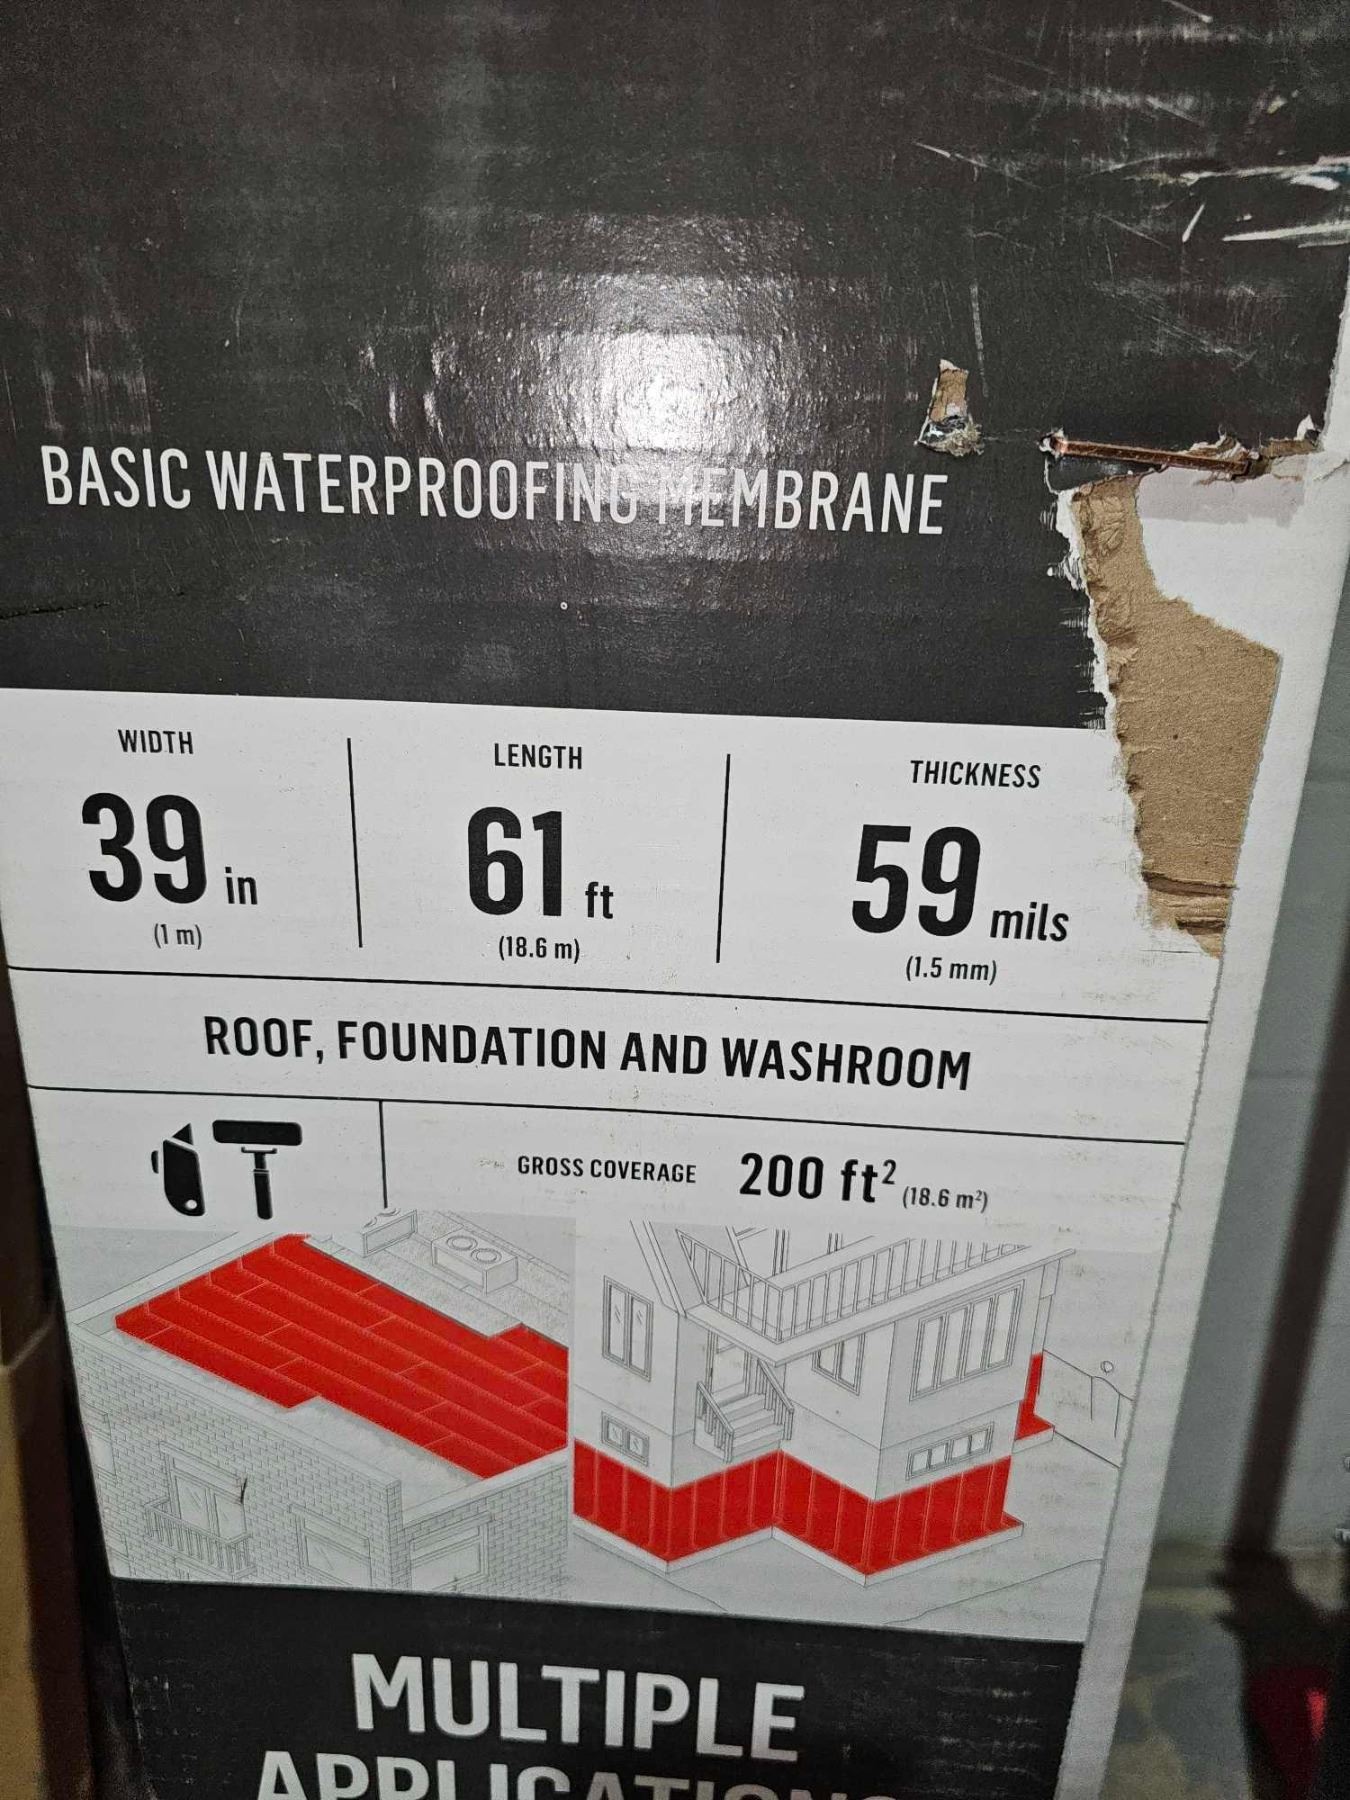 BASIC WATERPROOFING MEMBRANE
WIDTH
39 in
(1 m)
LENGTH
61 ft
(18.6 m)
THICKNESS
59 mils
(1.5 mm)
ROOF, FOUNDATION AND WASHROOM
GROSS COVERAGE 200 ft² (18.6 m²)
MULTIPLE
APPLICATIONS